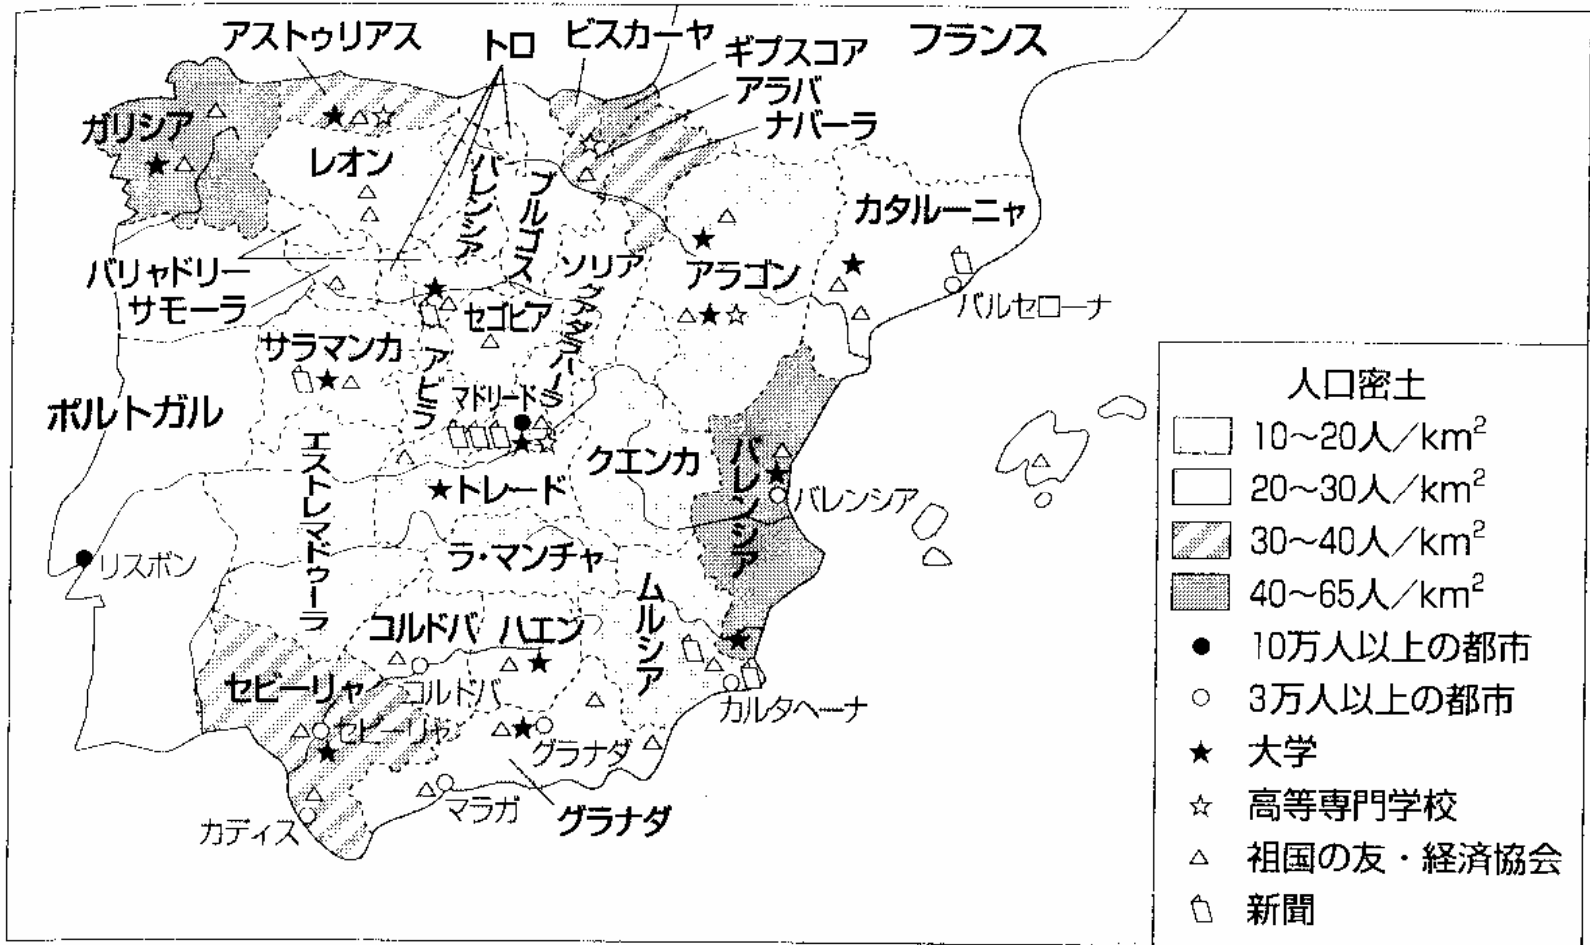 アストゥリアス
トロ
ビスカーヤ
ギプスコア
フランス
アラバ
ナバーラ
ガリシア
レオン
パレンシア
ブルゴス
カタルーニャ
バリャドリー
サモーラ
ソリア
アラゴン
バルセローナ
セゴビア
グアダラハーラ
サラマンカ
アビラ
マドリード
ポルトガル
エストレマドゥーラ
クエンカ
バレンシア
バレンシア
トレード
リスボン
ラ・マンチャ
ムルシア
コルドバ
ハエン
セビーリャ
コルドバ
カルタヘーナ
セビーリャ
グラナダ
カディス
マラガ
グラナダ
人口密土
10～20人／km²
20～30人／km²
30～40人／km²
40～65人／km²
10万人以上の都市
3万人以上の都市
大学
高等専門学校
祖国の友・経済協会
新聞